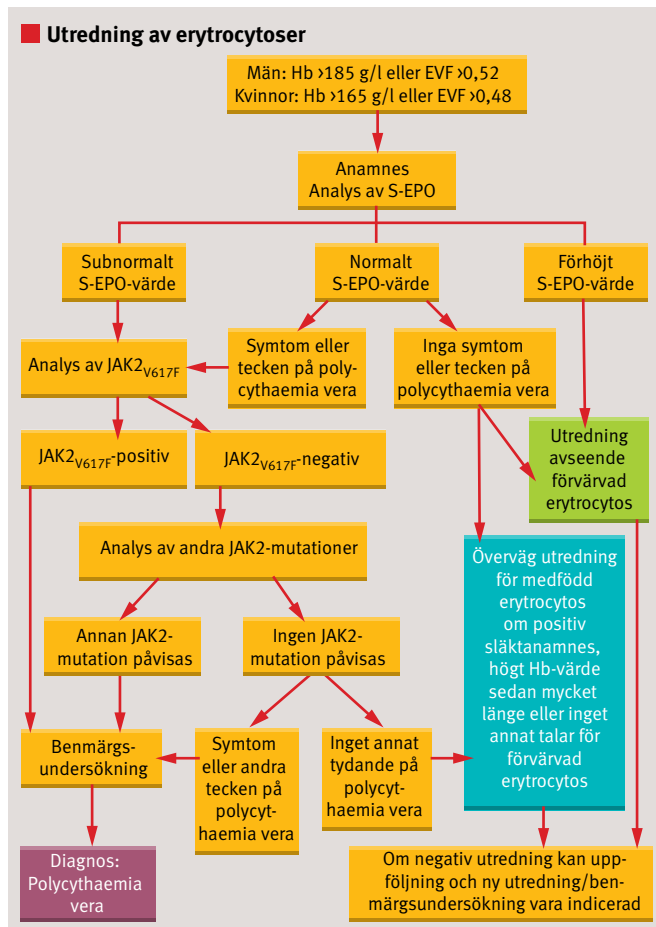 Utredning av erytrocytoser
Män: Hb >185 g/l eller EVF >0,52
Kvinnor: Hb >165 g/l eller EVF >0,48
Anamnes
Analys av S-EPO
Subnormalt
S-EPO-värde
Normalt
S-EPO-värde
Förhöjt
S-EPO-värde
Analys av JAK2V617F
Symtom eller
tecken på poly-
cythaemia vera
Inga symtom
eller tecken på
polycythaemia vera
JAK2V617F-positiv
JAK2V617F-negativ
Utredning
avseende
förvärvad
erytrocytos
Analys av andra JAK2-mutationer
Överväg utredning
för medfödd
erytrocytos
om positiv
släktanamnes,
högt Hb-värde
sedan mycket
länge eller inget
annat talar för
förvärvad
erytrocytos
Annan JAK2-
mutation påvisas
Ingen JAK2-
mutation påvisas
Benmärgs-
undersökning
Symtom
eller andra
tecken på
polycyt-
haemia vera
Inget annat
tydande på
polycyt-
haemia vera
Diagnos:
Polycythaemia
vera
Om negativ utredning kan upp-
följning och ny utredning/ben-
märgsundersökning vara indicerad